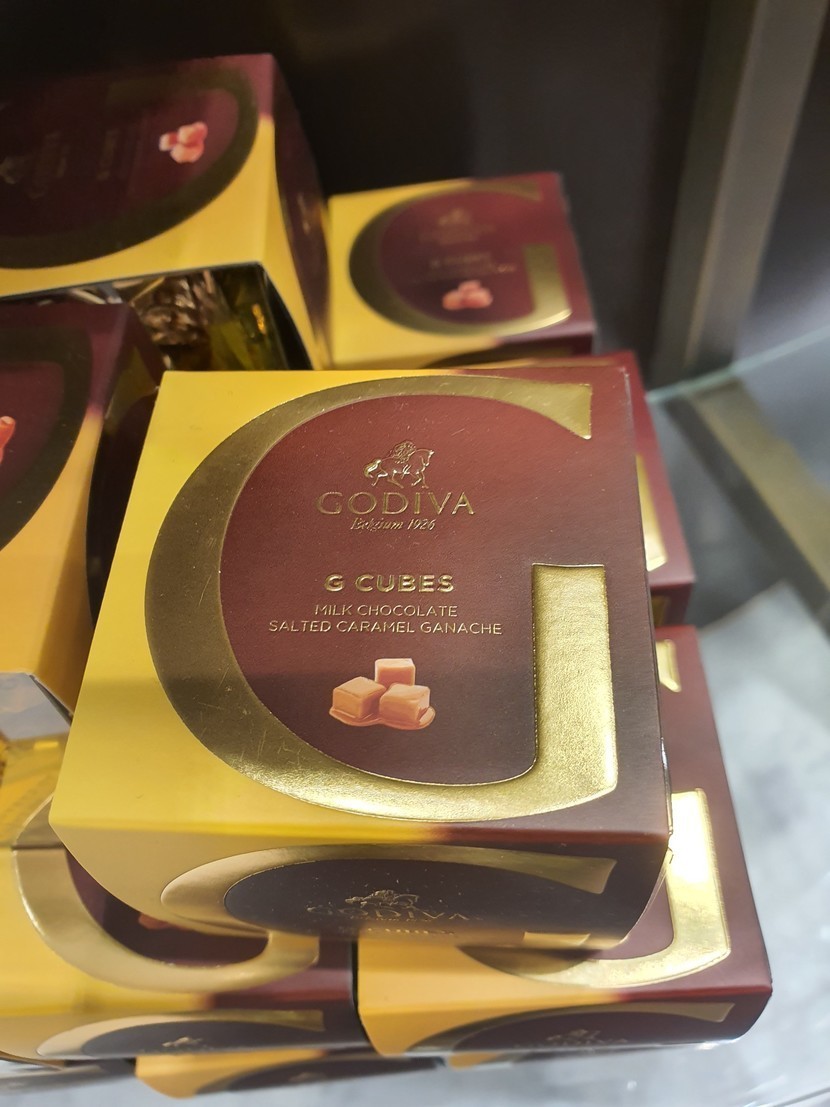 GODIVA
Belgium 1926
G CUBES
MILK CHOCOLATE
SALTED CARAMEL GANACHE
GODIVA